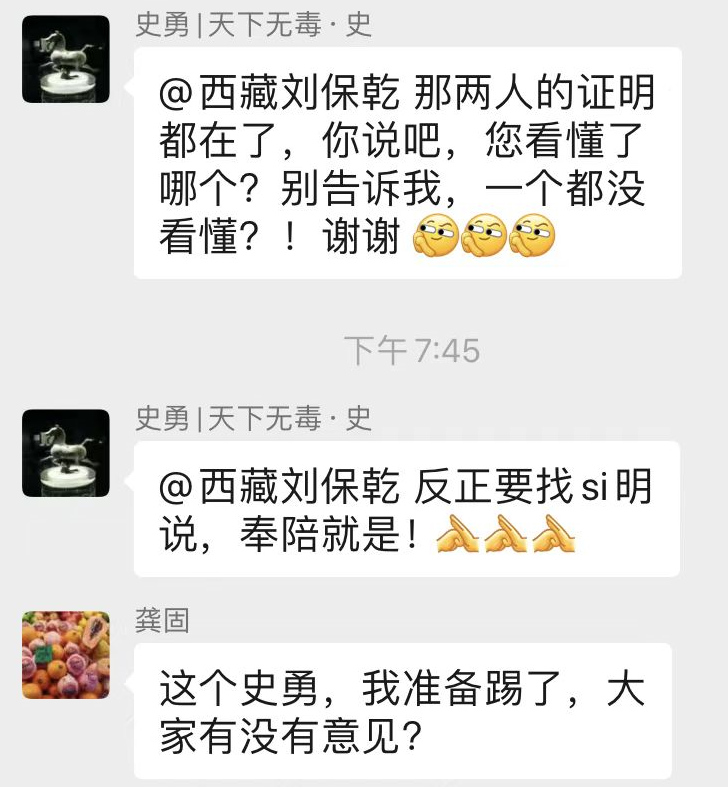 史勇|天下无毒·史
@西藏刘保乾 那两人的证明
都在了，你说吧，您看懂了
哪个？别告诉我，一个都没
看懂？！谢谢
下午7:45
史勇|天下无毒·史
@西藏刘保乾 反正要找si明
说，奉陪就是！
龚固
这个史勇，我准备踢了，大
家有没有意见？